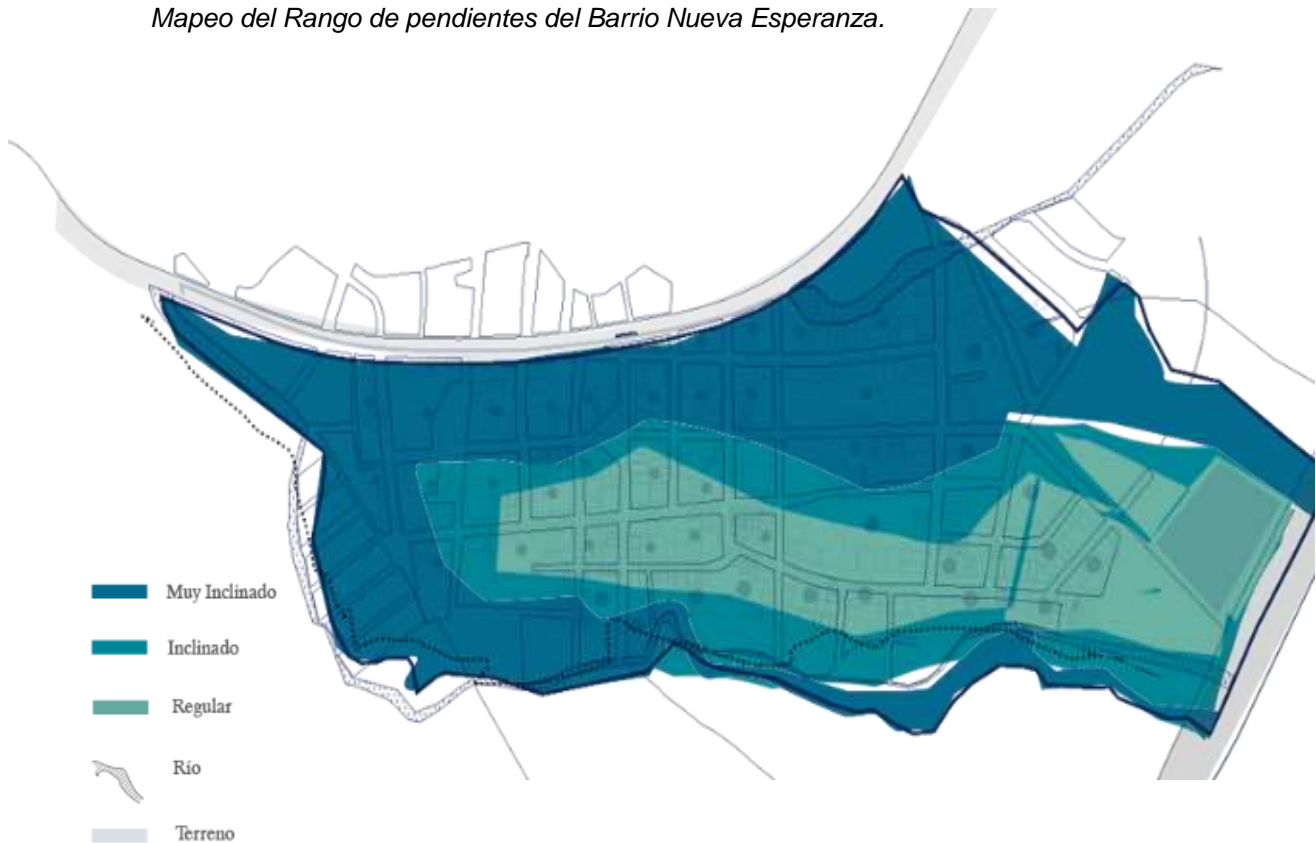 Mapeo del Rango de pendientes del Barrio Nueva Esperanza.
Muy Inclinado
Inclinado
Regular
Río
Terreno